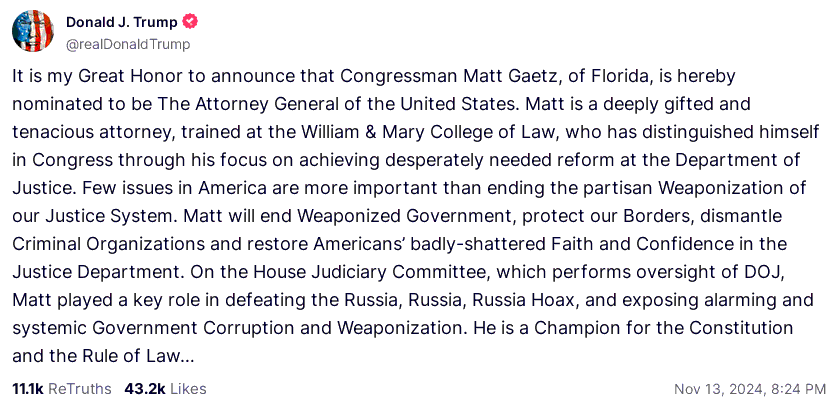 Donald J. Trump
@realDonaldTrump
It is my Great Honor to announce that Congressman Matt Gaetz, of Florida, is hereby
nominated to be The Attorney General of the United States. Matt is a deeply gifted and
tenacious attorney, trained at the William & Mary College of Law, who has distinguished himself
in Congress through his focus on achieving desperately needed reform at the Department of
Justice. Few issues in America are more important than ending the partisan Weaponization of
our Justice System. Matt will end Weaponized Government, protect our Borders, dismantle
Criminal Organizations and restore Americans’ badly-shattered Faith and Confidence in the
Justice Department. On the House Judiciary Committee, which performs oversight of DOJ,
Matt played a key role in defeating the Russia, Russia, Russia Hoax, and exposing alarming and
systemic Government Corruption and Weaponization. He is a Champion for the Constitution
and the Rule of Law...
11.1k ReTruths 43.2k Likes Nov 13, 2024, 8:24 PM